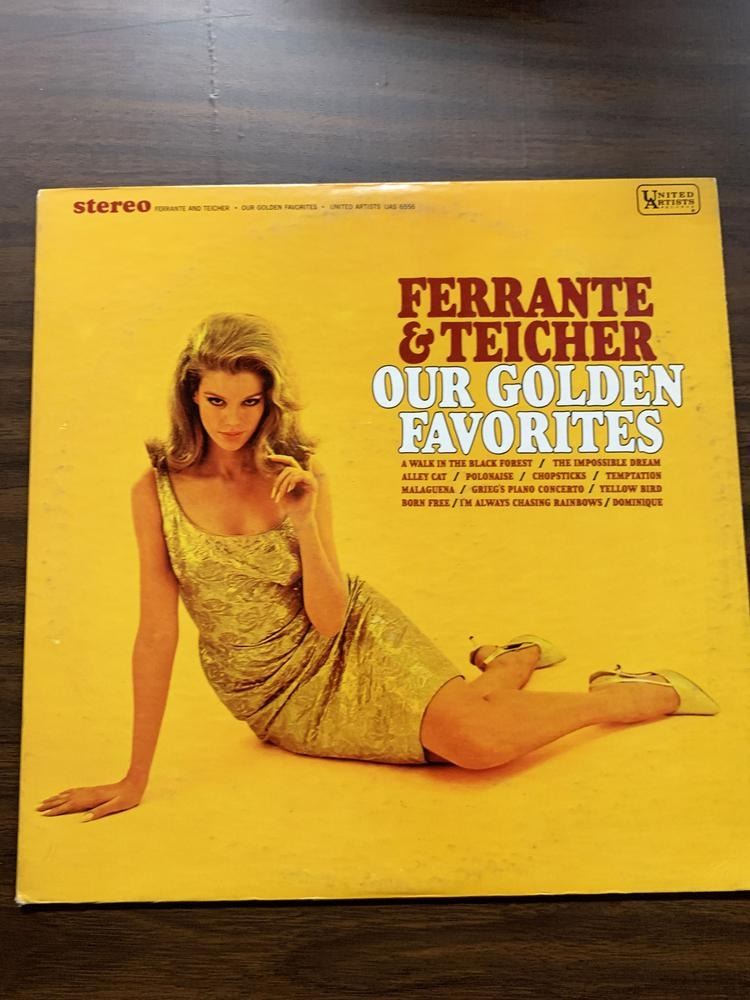 stereo FERRANTE AND TEICHER • OUR GOLDEN FAVORITES • UNITED ARTISTS UAS 6556
UNITED
ARTISTS
RECORDS
FERRANTE
& TEICHER
OUR GOLDEN
FAVORITES
A WALK IN THE BLACK FOREST / THE IMPOSSIBLE DREAM
ALLEY CAT / POLONAISE / CHOPSTICKS / TEMPTATION
MALAGUENA / GRIEG'S PIANO CONCERTO / YELLOW BIRD
BORN FREE / I'M ALWAYS CHASING RAINBOWS / DOMINIQUE